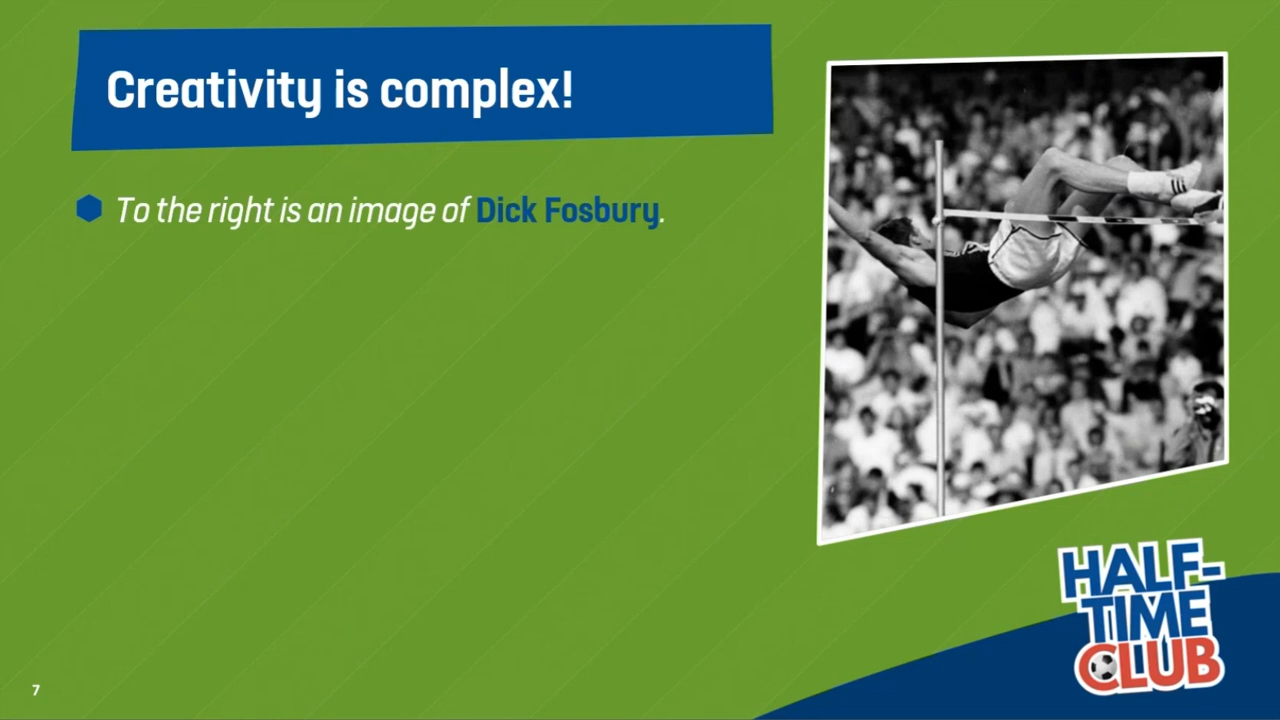 Creativity is complex!
To the right is an image of Dick Fosbury.
HALF-
TIME
CLUB
7